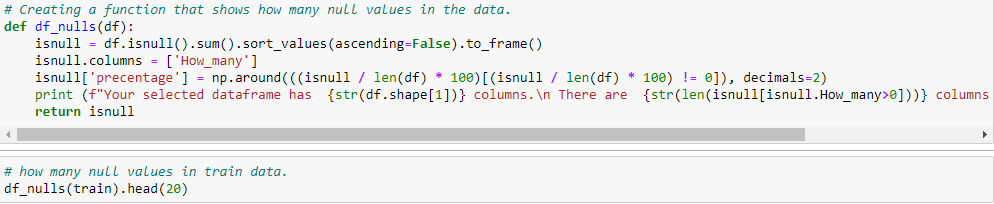 # Creating a function that shows how many null values in the data.
def df_nulls(df):
    isnull = df.isnull().sum().sort_values(ascending=False).to_frame()
    isnull.columns = ['How_many']
    isnull['precentage'] = np.around(((isnull / len(df) * 100)[(isnull / len(df) * 100) != 0]), decimals=2)
    print (f"Your selected dataframe has  {str(df.shape[1])} columns.\n There are  {str(len(isnull[isnull.How_many>0]))} columns
    return isnull
# how many null values in train data.
df_nulls(train).head(20)